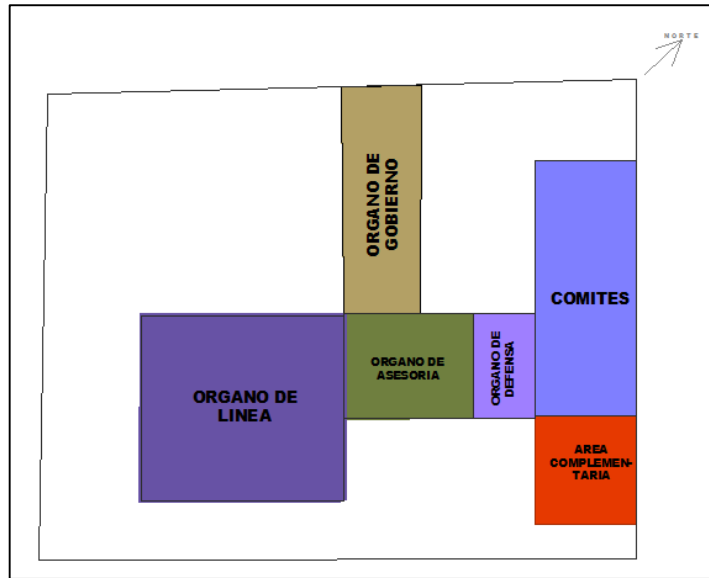 NORTE
ORGANO DE
GOBIERNO
COMITES
ORGANO DE
ASESORIA
ORGANO DE
DEFENSA
ORGANO DE
LINEA
AREA
COMPLEMEN-
TARIA